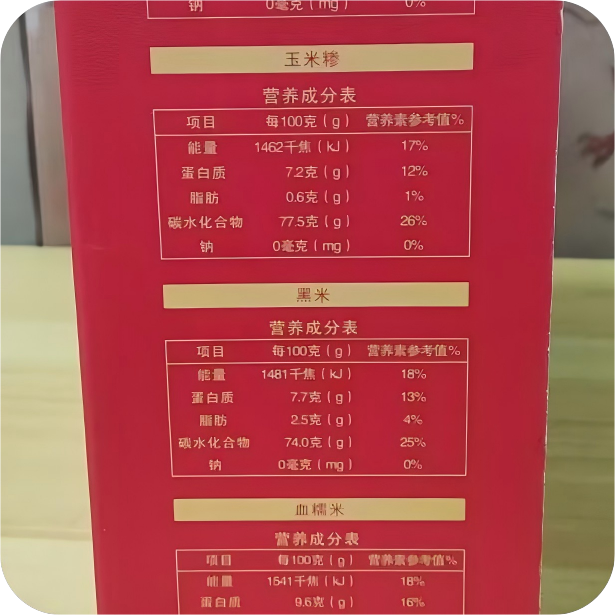 钠 0毫克(mg) 0%
玉米糁
营养成分表
项目 每100克(g) 营养素参考值%
能量 1462千焦(kJ) 17%
蛋白质 7.2克(g) 12%
脂肪 0.6克(g) 1%
碳水化合物 77.5克(g) 26%
钠 0毫克(mg) 0%
黑米
营养成分表
项目 每100克(g) 营养素参考值%
能量 1481千焦(kJ) 18%
蛋白质 7.7克(g) 13%
脂肪 2.5克(g) 4%
碳水化合物 74.0克(g) 25%
钠 0毫克(mg) 0%
血糯米
营养成分表
项目 每100克(g) 营养素参考值%
能量 1541千焦(kJ) 18%
蛋白质 9.6克(g) 16%